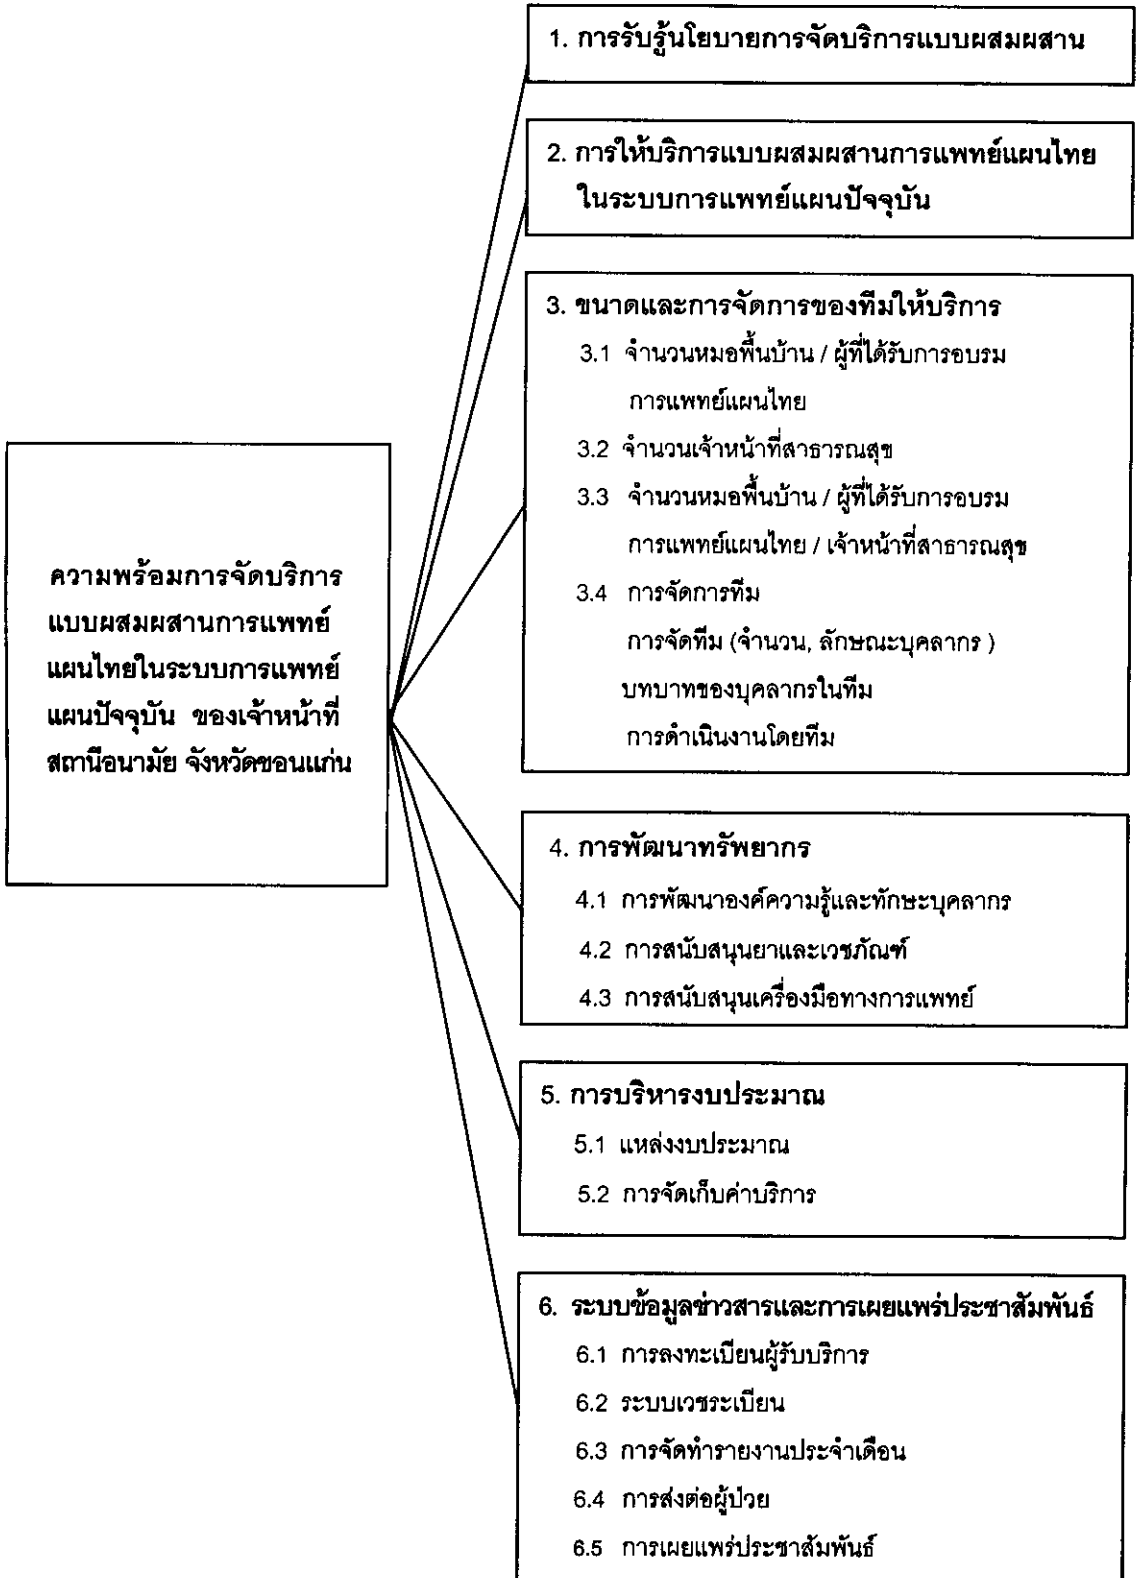 1. การรับรู้นโยบายการจัดบริการแบบผสมผสาน
2. การให้บริการแบบผสมผสานการแพทย์แผนไทย
ในระบบการแพทย์แผนปัจจุบัน
3. ขนาดและการจัดการของทีมให้บริการ
3.1 จำนวนหมอพื้นบ้าน / ผู้ที่ได้รับการอบรม
การแพทย์แผนไทย
3.2 จำนวนเจ้าหน้าที่สาธารณสุข
3.3 จำนวนหมอพื้นบ้าน / ผู้ที่ได้รับการอบรม
การแพทย์แผนไทย / เจ้าหน้าที่สาธารณสุข
3.4 การจัดการทีม
การจัดทีม (จำนวน, ลักษณะบุคลากร )
บทบาทของบุคลากรในทีม
การดำเนินงานโดยทีม
ความพร้อมการจัดบริการ
แบบผสมผสานการแพทย์
แผนไทยในระบบการแพทย์
แผนปัจจุบัน ของเจ้าหน้าที่
สถานีอนามัย จังหวัดขอนแก่น
4. การพัฒนาทรัพยากร
4.1 การพัฒนาองค์ความรู้และทักษะบุคลากร
4.2 การสนับสนุนยาและเวชภัณฑ์
4.3 การสนับสนุนเครื่องมือทางการแพทย์
5. การบริหารงบประมาณ
5.1 แหล่งงบประมาณ
5.2 การจัดเก็บค่าบริการ
6. ระบบข้อมูลข่าวสารและการเผยแพร่ประชาสัมพันธ์
6.1 การลงทะเบียนผู้รับบริการ
6.2 ระบบเวชระเบียน
6.3 การจัดทำรายงานประจำเดือน
6.4 การส่งต่อผู้ป่วย
6.5 การเผยแพร่ประชาสัมพันธ์